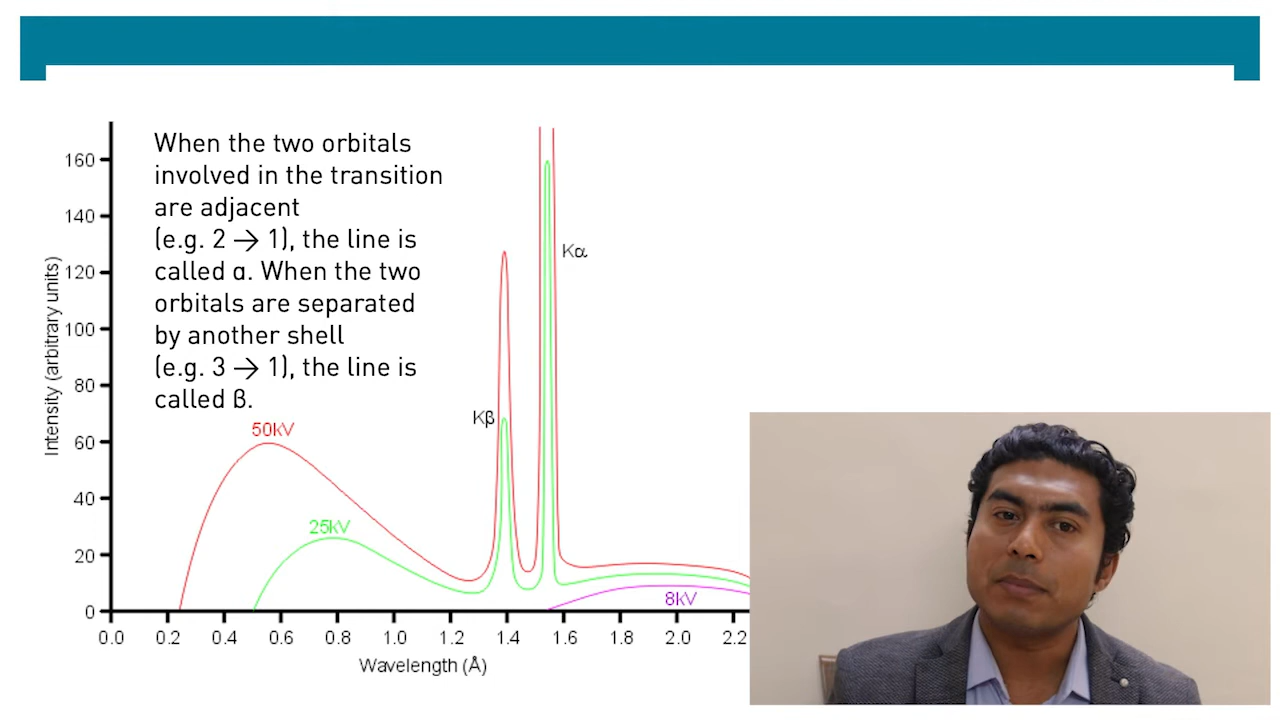 When the two orbitals
involved in the transition
are adjacent
(e.g. 2 → 1), the line is
called ɑ. When the two
orbitals are separated
by another shell
(e.g. 3 → 1), the line is
called ß.
160
140
120
100
80
60
40
20
0
Intensity (arbitrary units)
Kα
Kβ
50kV
25kV
8kV
0.0 0.2 0.4 0.6 0.8 1.0 1.2 1.4 1.6 1.8 2.0 2.2
Wavelength (Å)